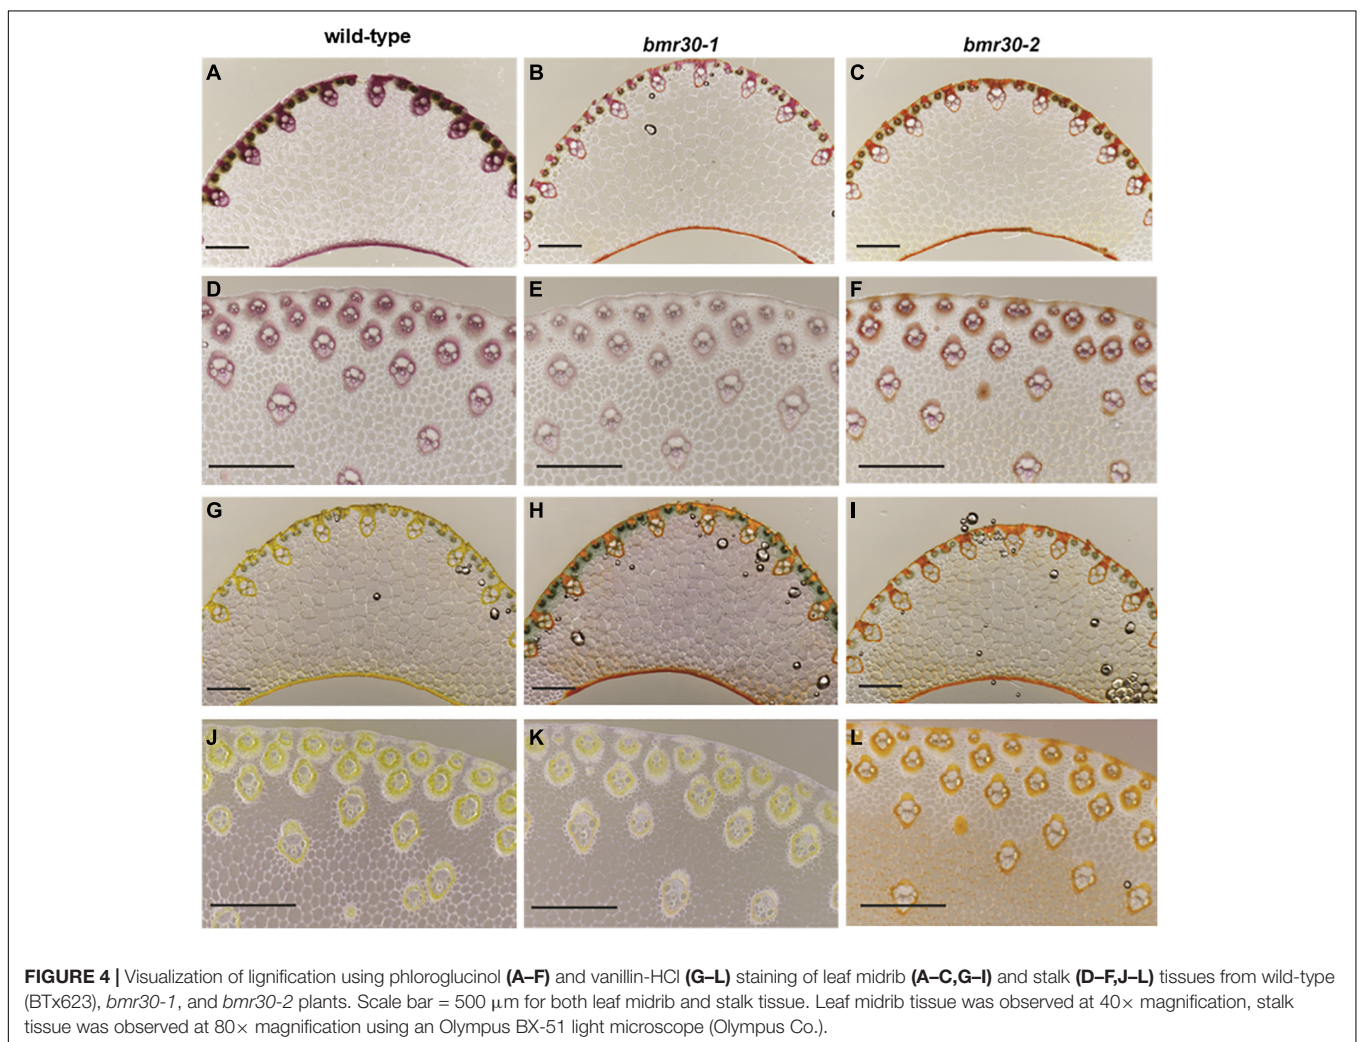 wild-type
bmr30-1
bmr30-2
A
B
C
D
E
F
G
H
I
J
K
L
FIGURE 4 | Visualization of lignification using phloroglucinol (A–F) and vanillin-HCl (G–L) staining of leaf midrib (A–C,G–I) and stalk (D–F,J–L) tissues from wild-type
(BTx623), bmr30-1, and bmr30-2 plants. Scale bar = 500 μm for both leaf midrib and stalk tissue. Leaf midrib tissue was observed at 40× magnification, stalk
tissue was observed at 80× magnification using an Olympus BX-51 light microscope (Olympus Co.).